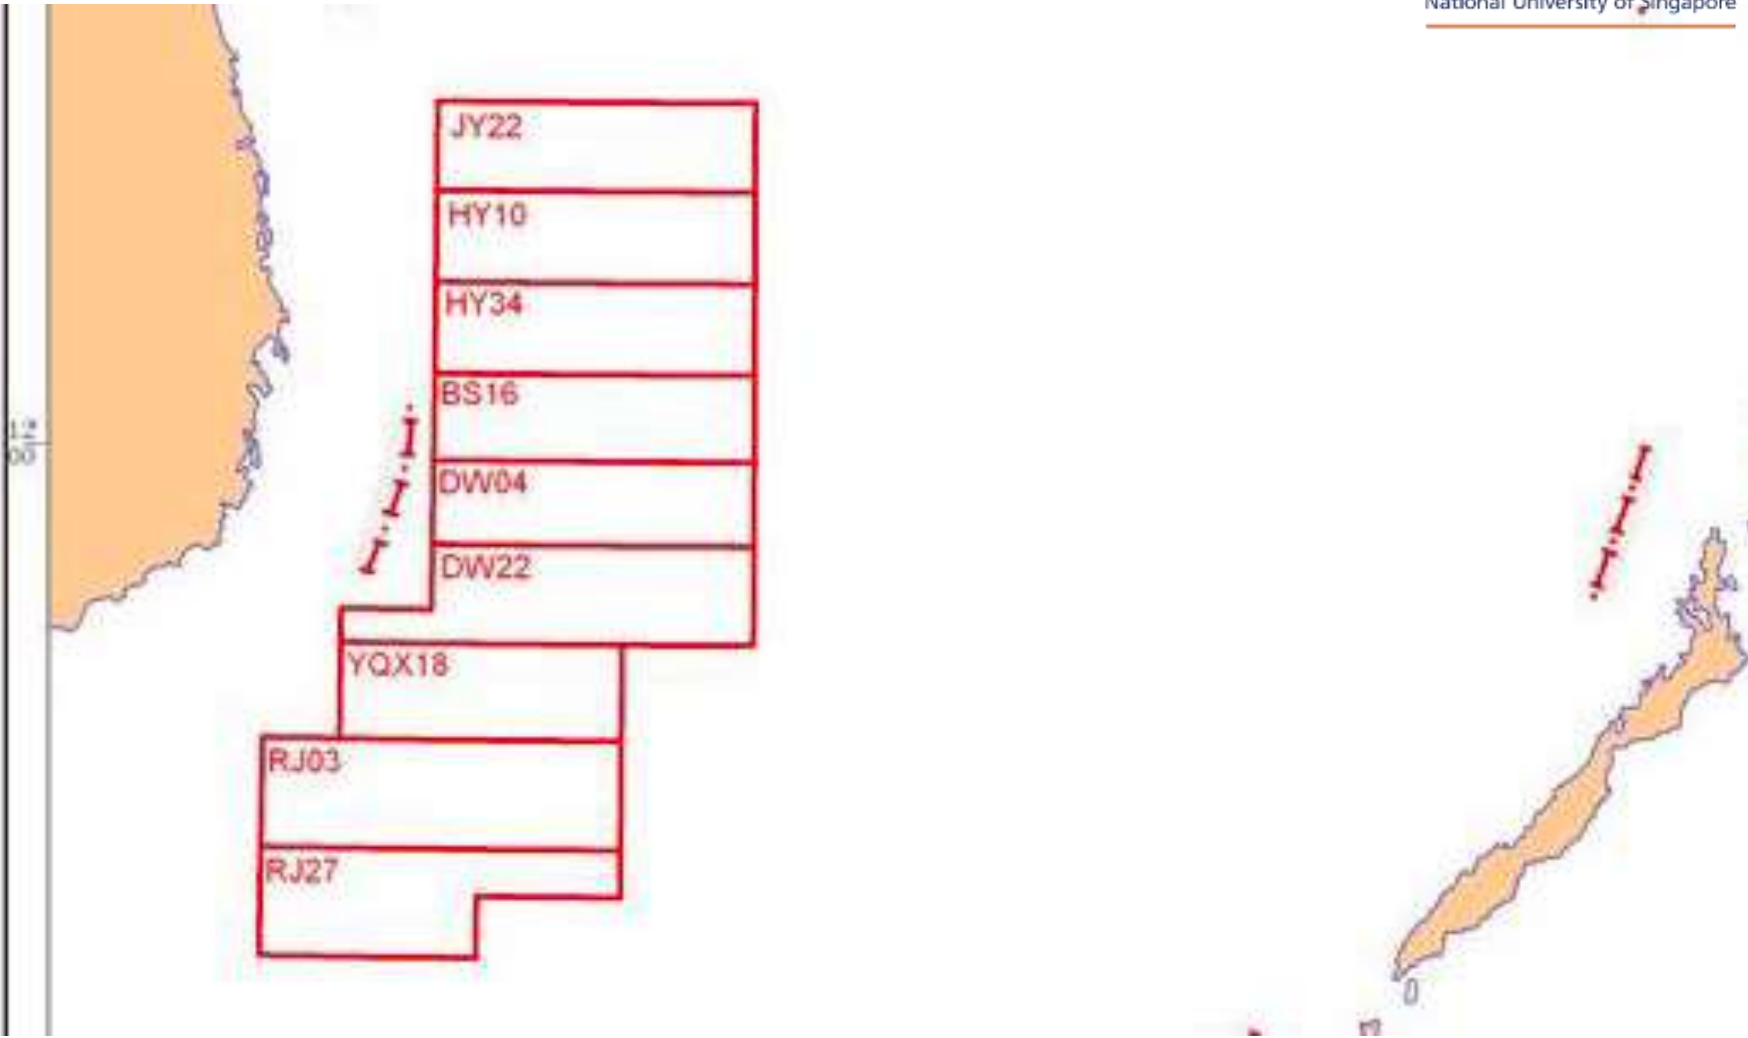 National University of Singapore
JY22
HY10
HY34
BS16
DW04
DW22
YQX18
RJ03
RJ27